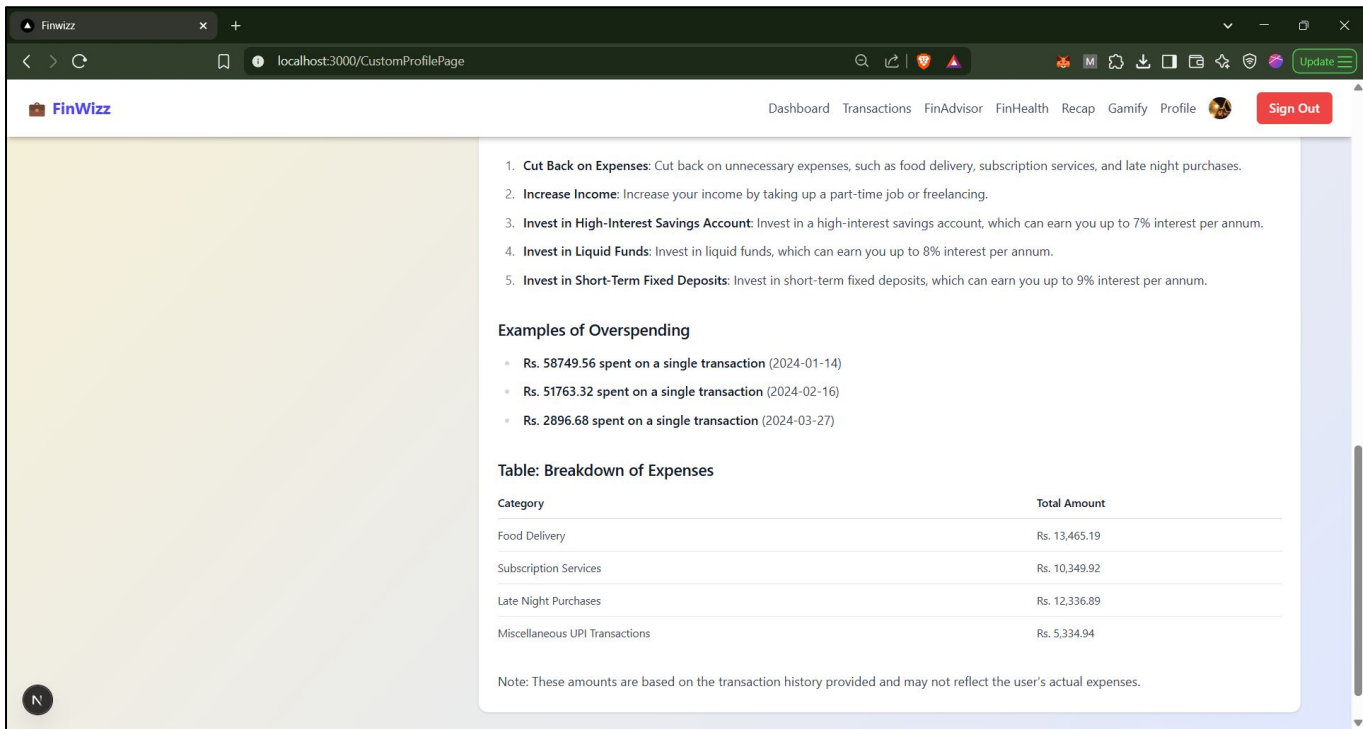 Finwizz
localhost:3000/CustomProfilePage
M
Update
FinWizz
Dashboard Transactions FinAdvisor FinHealth Recap Gamify Profile
Sign Out
1. Cut Back on Expenses: Cut back on unnecessary expenses, such as food delivery, subscription services, and late night purchases.
2. Increase Income: Increase your income by taking up a part-time job or freelancing.
3. Invest in High-Interest Savings Account: Invest in a high-interest savings account, which can earn you up to 7% interest per annum.
4. Invest in Liquid Funds: Invest in liquid funds, which can earn you up to 8% interest per annum.
5. Invest in Short-Term Fixed Deposits: Invest in short-term fixed deposits, which can earn you up to 9% interest per annum.
Examples of Overspending
Rs. 58749.56 spent on a single transaction (2024-01-14)
Rs. 51763.32 spent on a single transaction (2024-02-16)
Rs. 2896.68 spent on a single transaction (2024-03-27)
Table: Breakdown of Expenses
Category Total Amount
Food Delivery Rs. 13,465.19
Subscription Services Rs. 10,349.92
Late Night Purchases Rs. 12,336.89
Miscellaneous UPI Transactions Rs. 5,334.94
Note: These amounts are based on the transaction history provided and may not reflect the user's actual expenses.
N